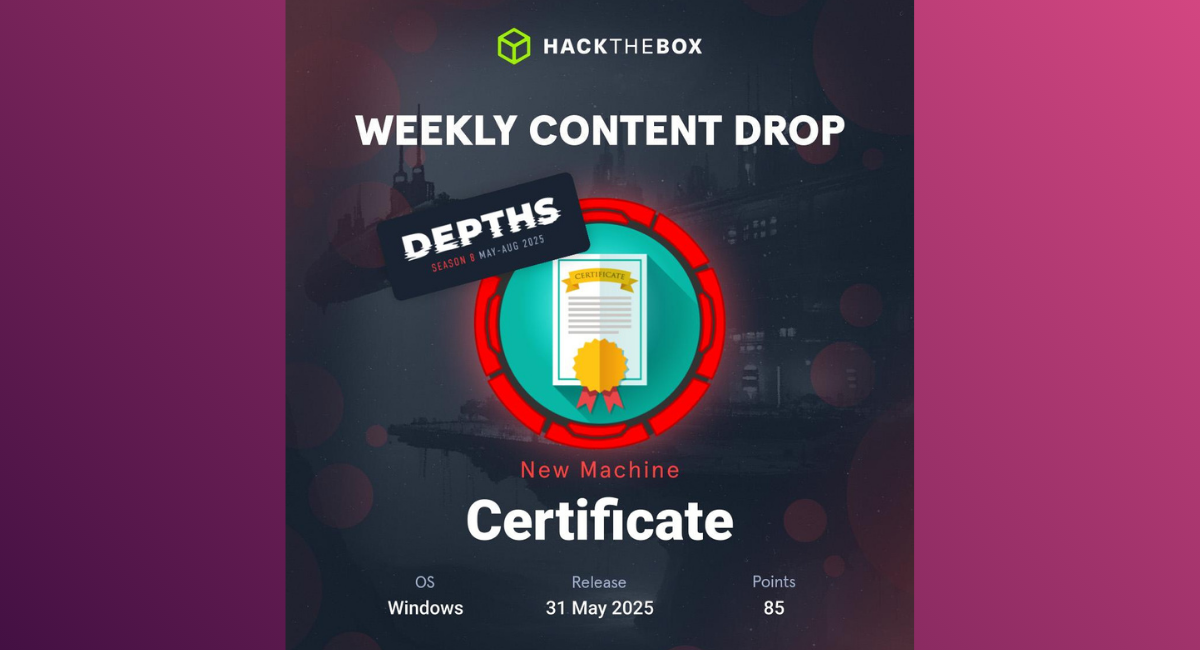 HACKTHEBOX
WEEKLY CONTENT DROP
DEPTHS
SEASON 8 MAY-AUG 2025
CERTIFICATE
New Machine
Certificate
OS Release Points
Windows 31 May 2025 85